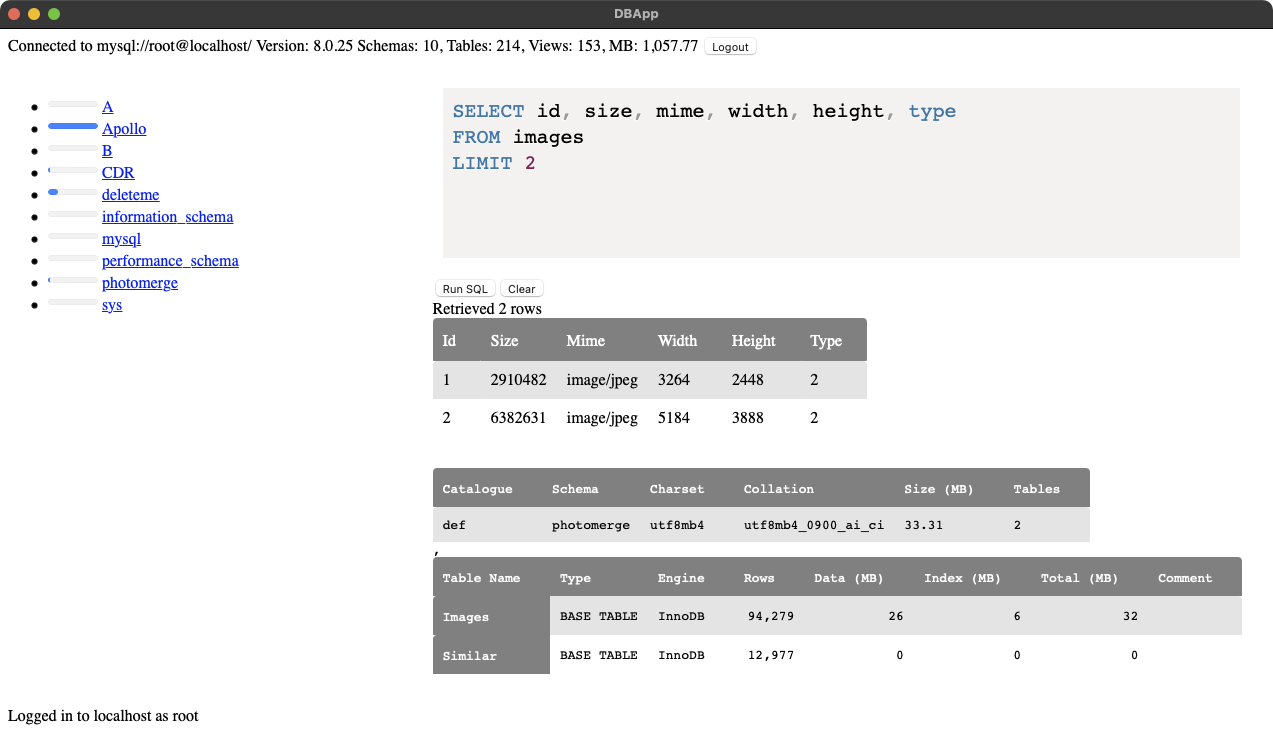 DBApp
Connected to mysql://root@localhost/ Version: 8.0.25 Schemas: 10, Tables: 214, Views: 153, MB: 1,057.77 Logout
A
Apollo
B
CDR
deleteme
information_schema
mysql
performance_schema
photomerge
sys
SELECT id, size, mime, width, height, type
FROM images
LIMIT 2
Run SQL Clear
Retrieved 2 rows
Id Size Mime Width Height Type
1 2910482 image/jpeg 3264 2448 2
2 6382631 image/jpeg 5184 3888 2
Catalogue Schema Charset Collation Size (MB) Tables
def photomerge utf8mb4 utf8mb4_0900_ai_ci 33.31 2
,
Table Name Type Engine Rows Data (MB) Index (MB) Total (MB) Comment
Images BASE TABLE InnoDB 94,279 26 6 32
Similar BASE TABLE InnoDB 12,977 0 0 0
Logged in to localhost as root